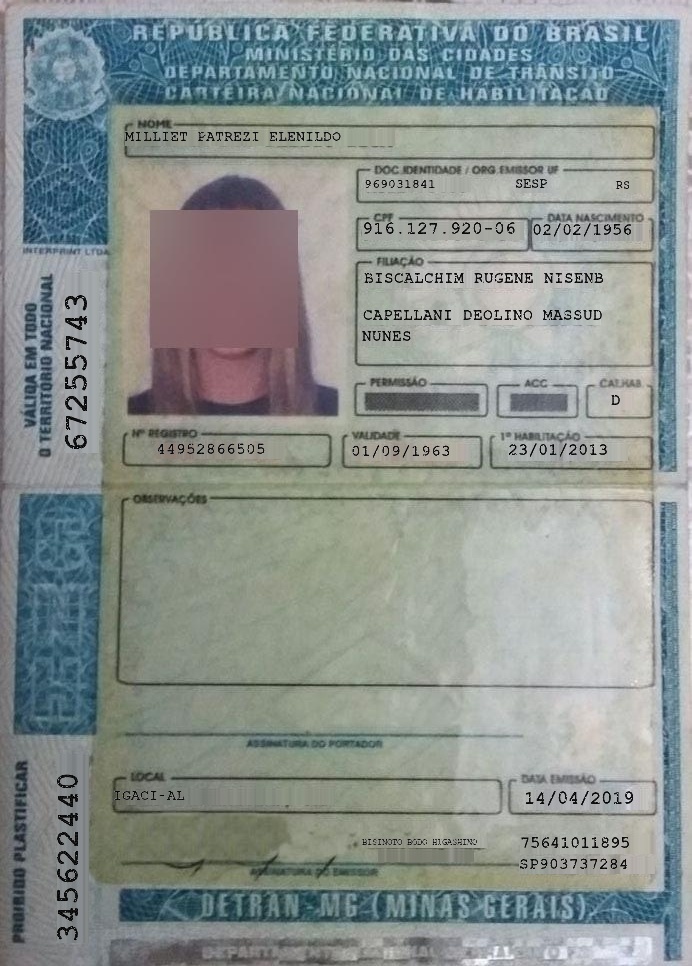 REPÚBLICA FEDERATIVA DO BRASIL
MINISTÉRIO DAS CIDADES
DEPARTAMENTO NACIONAL DE TRÂNSITO
CARTEIRA NACIONAL DE HABILITAÇÃO
NOME
MILLIET PATREZI ELENILDO
DOC. IDENTIDADE / ORG. EMISSOR UF
969031841 SESP RS
CPF DATA NASCIMENTO
916.127.920-06 02/02/1956
FILIAÇÃO
BISCALCHIM RUGENE NISENB
CAPELLANI DEOLINO MASSUD
NUNES
PERMISSÃO ACC CAT.HAB
D
Nº REGISTRO VALIDADE 1ª HABILITAÇÃO
44952866505 01/09/1963 23/01/2013
INTERPRINT LTDA
VÁLIDA EM TODO
O TERRITÓRIO NACIONAL
67255743
OBSERVAÇÕES
ASSINATURA DO PORTADOR
LOCAL DATA EMISSÃO
IGACI-AL 14/04/2019
BISINOTO BODO HIGASHINO 75641011895
SP903737284
ASSINATURA DO EMISSOR
PROIBIDO PLASTIFICAR
345622440
DETRAN-MG (MINAS GERAIS)